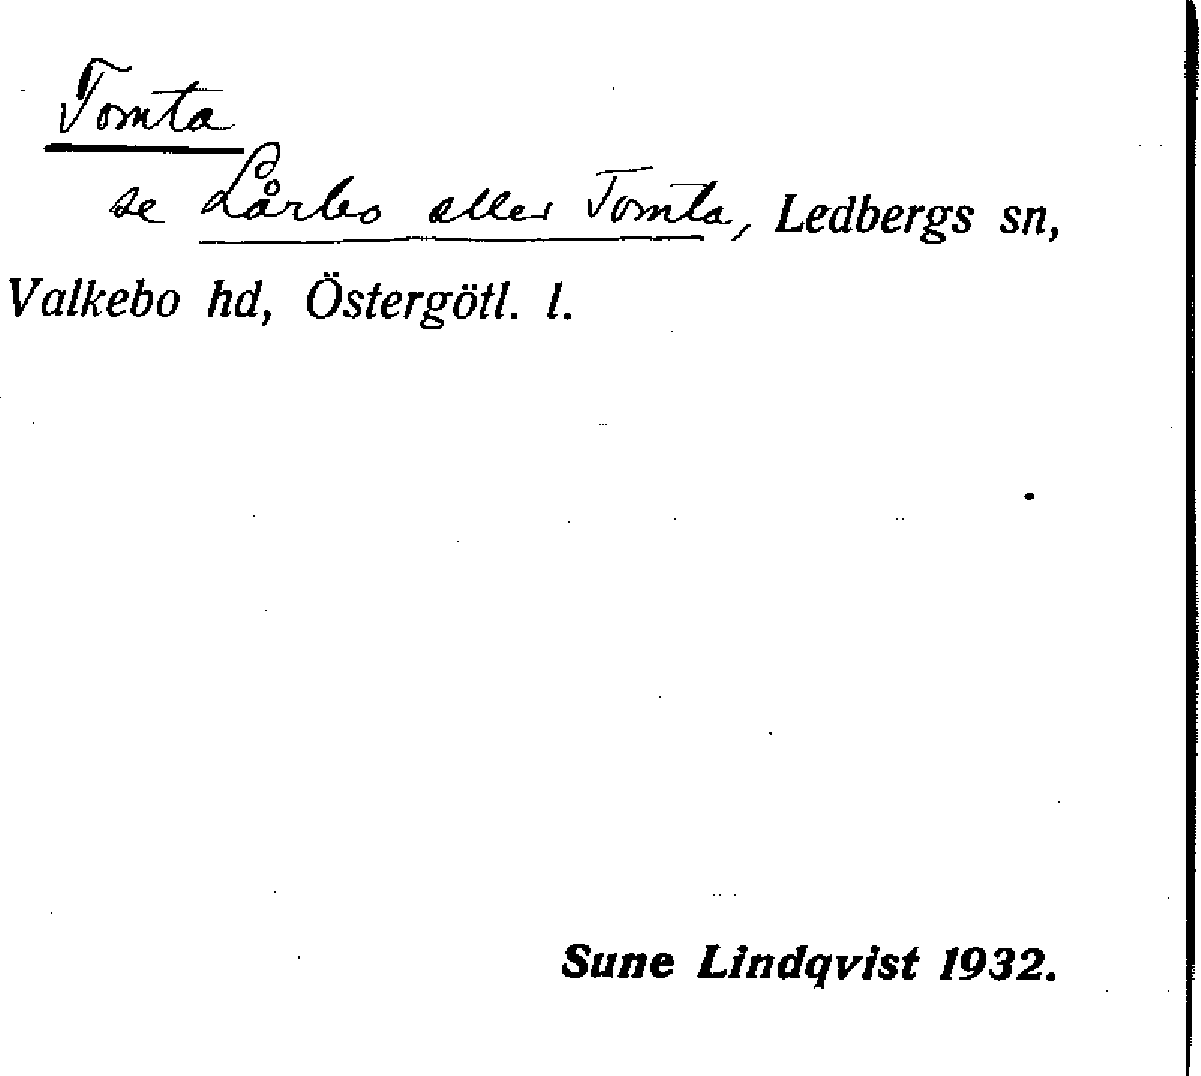 Tomta
se Lårbo eller Tomta, Ledbergs sn,
Valkebo hd, Östergötl. l.
Sune Lindqvist 1932.